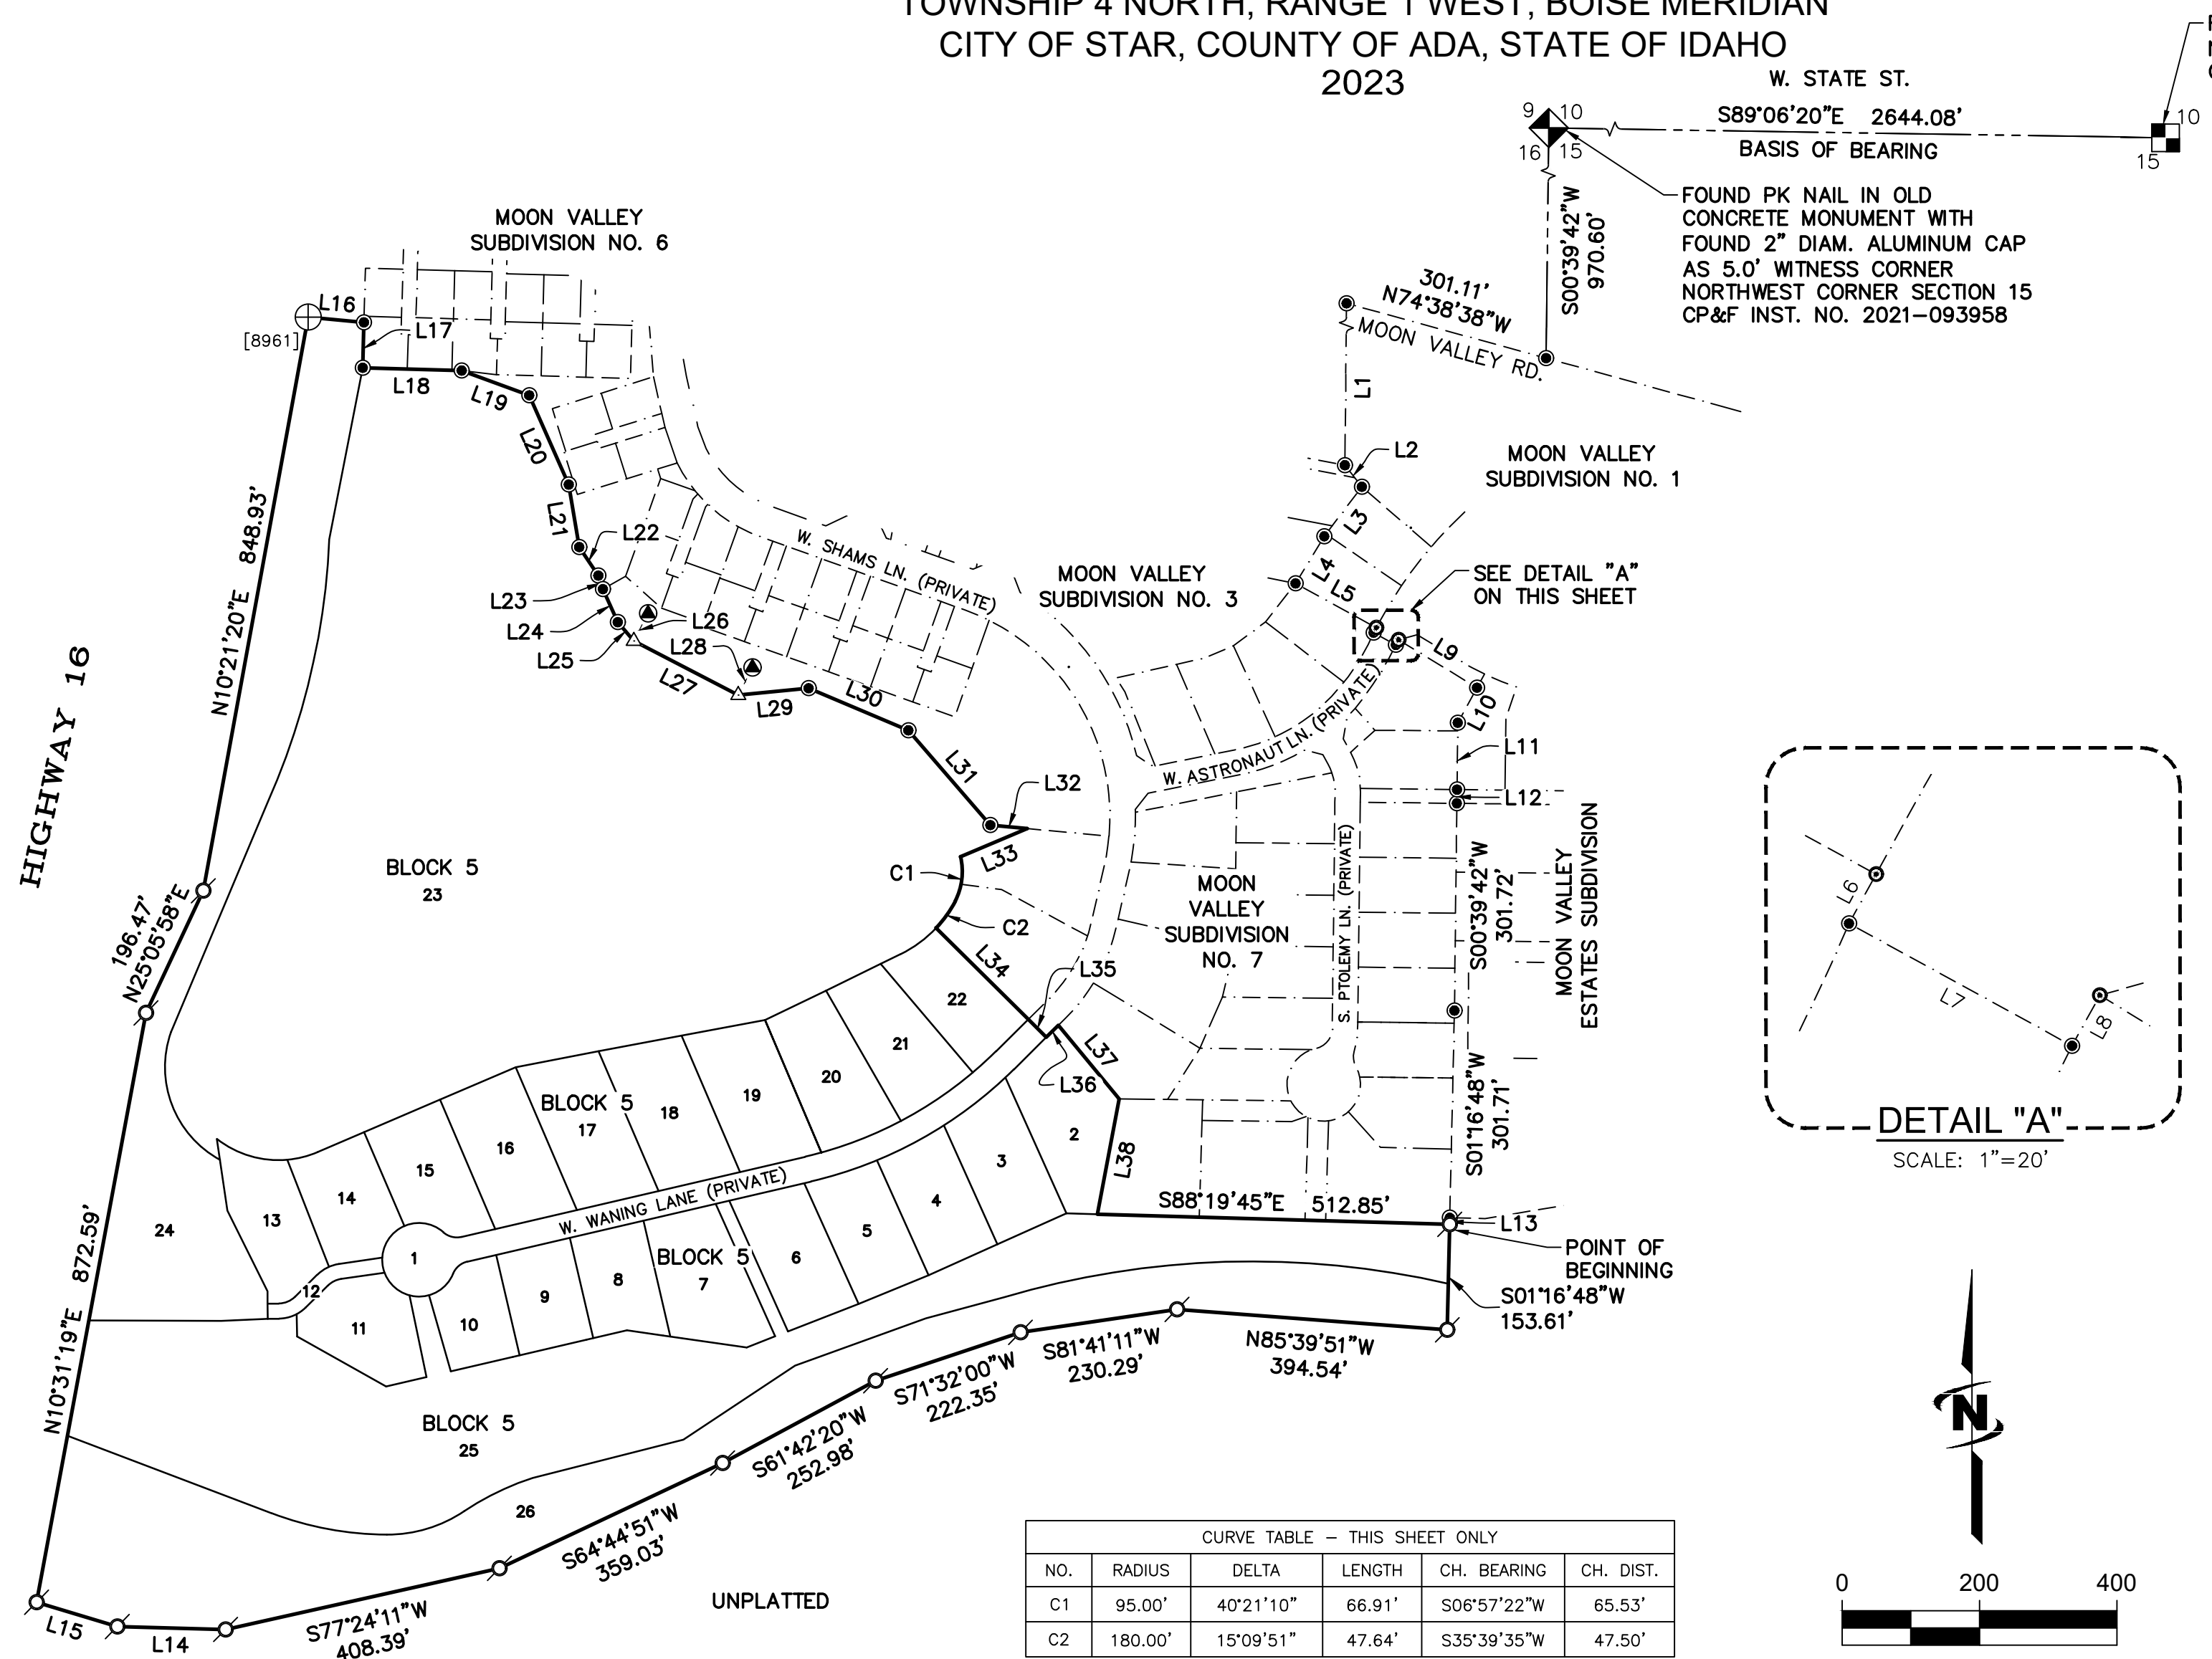 TOWNSHIP 4 NORTH, RANGE 1 WEST, BOISE MERIDIAN
CITY OF STAR, COUNTY OF ADA, STATE OF IDAHO
2023
W. STATE ST.
S89°06'20"E 2644.08'
BASIS OF BEARING
9 10
16 15
10
15
FOUND PK NAIL IN OLD
CONCRETE MONUMENT WITH
FOUND 2" DIAM. ALUMINUM CAP
AS 5.0' WITNESS CORNER
NORTHWEST CORNER SECTION 15
CP&F INST. NO. 2021-093958
S00°39'42"W
970.60'
301.11'
N74°38'38"W
MOON VALLEY RD.
MOON VALLEY
SUBDIVISION NO. 6
L16
[8961]
L17
L18
L19
L20
L21
L22
L23
L24
L25
L26
L27
L28
L29
L30
L31
L32
L33
C1
C2
L34
L35
L36
L37
L38
W. SHAMS LN. (PRIVATE)
L1
L2
L3
L4
L5
MOON VALLEY
SUBDIVISION NO. 1
MOON VALLEY
SUBDIVISION NO. 3
SEE DETAIL "A"
ON THIS SHEET
L9
L10
L11
L12
W. ASTRONAUT LN. (PRIVATE)
S. PTOLEMY LN. (PRIVATE)
MOON
VALLEY
SUBDIVISION
NO. 7
S00°39'42"W
301.72'
MOON VALLEY
ESTATES SUBDIVISION
S01°16'48"W
301.71'
L6
L7
L8
DETAIL "A"
SCALE: 1"=20'
HIGHWAY 16
N10°21'20"E 848.93'
196.47'
N25°05'58"E
N10°31'19"E 872.59'
BLOCK 5
23
22
21
20
19
18
BLOCK 5
17
16
15
14
13
24
12
1
W. WANING LANE (PRIVATE)
2
3
4
5
6
BLOCK 5
7
8
9
10
11
BLOCK 5
25
26
S88°19'45"E 512.85'
L13
POINT OF
BEGINNING
S01°16'48"W
153.61'
N85°39'51"W
394.54'
S81°41'11"W
230.29'
S71°32'00"W
222.35'
S61°42'20"W
252.98'
S64°44'51"W
359.03'
S77°24'11"W
408.39'
L14
L15
UNPLATTED
N
CURVE TABLE - THIS SHEET ONLY
NO. RADIUS DELTA LENGTH CH. BEARING CH. DIST.
C1 95.00' 40°21'10" 66.91' S06°57'22"W 65.53'
C2 180.00' 15°09'51" 47.64' S35°39'35"W 47.50'
0 200 400